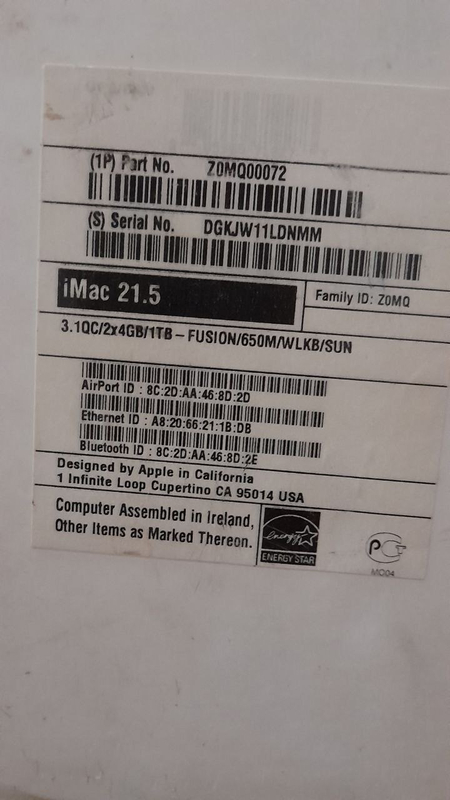 (1P) Part No. Z0MQ00072
(S) Serial No. DGKJW11LDNMM
iMac 21.5
Family ID: Z0MQ
3.1QC/2x4GB/1TB-FUSION/650M/WLKB/SUN
AirPort ID : 8C:2D:AA:46:8D:2D
Ethernet ID : A8:20:66:21:1B:DB
Bluetooth ID : 8C:2D:AA:46:8D:2E
Designed by Apple in California
1 Infinite Loop Cupertino CA 95014 USA
Computer Assembled in Ireland,
Other Items as Marked Thereon.
energy
ENERGY STAR
PG
MO04